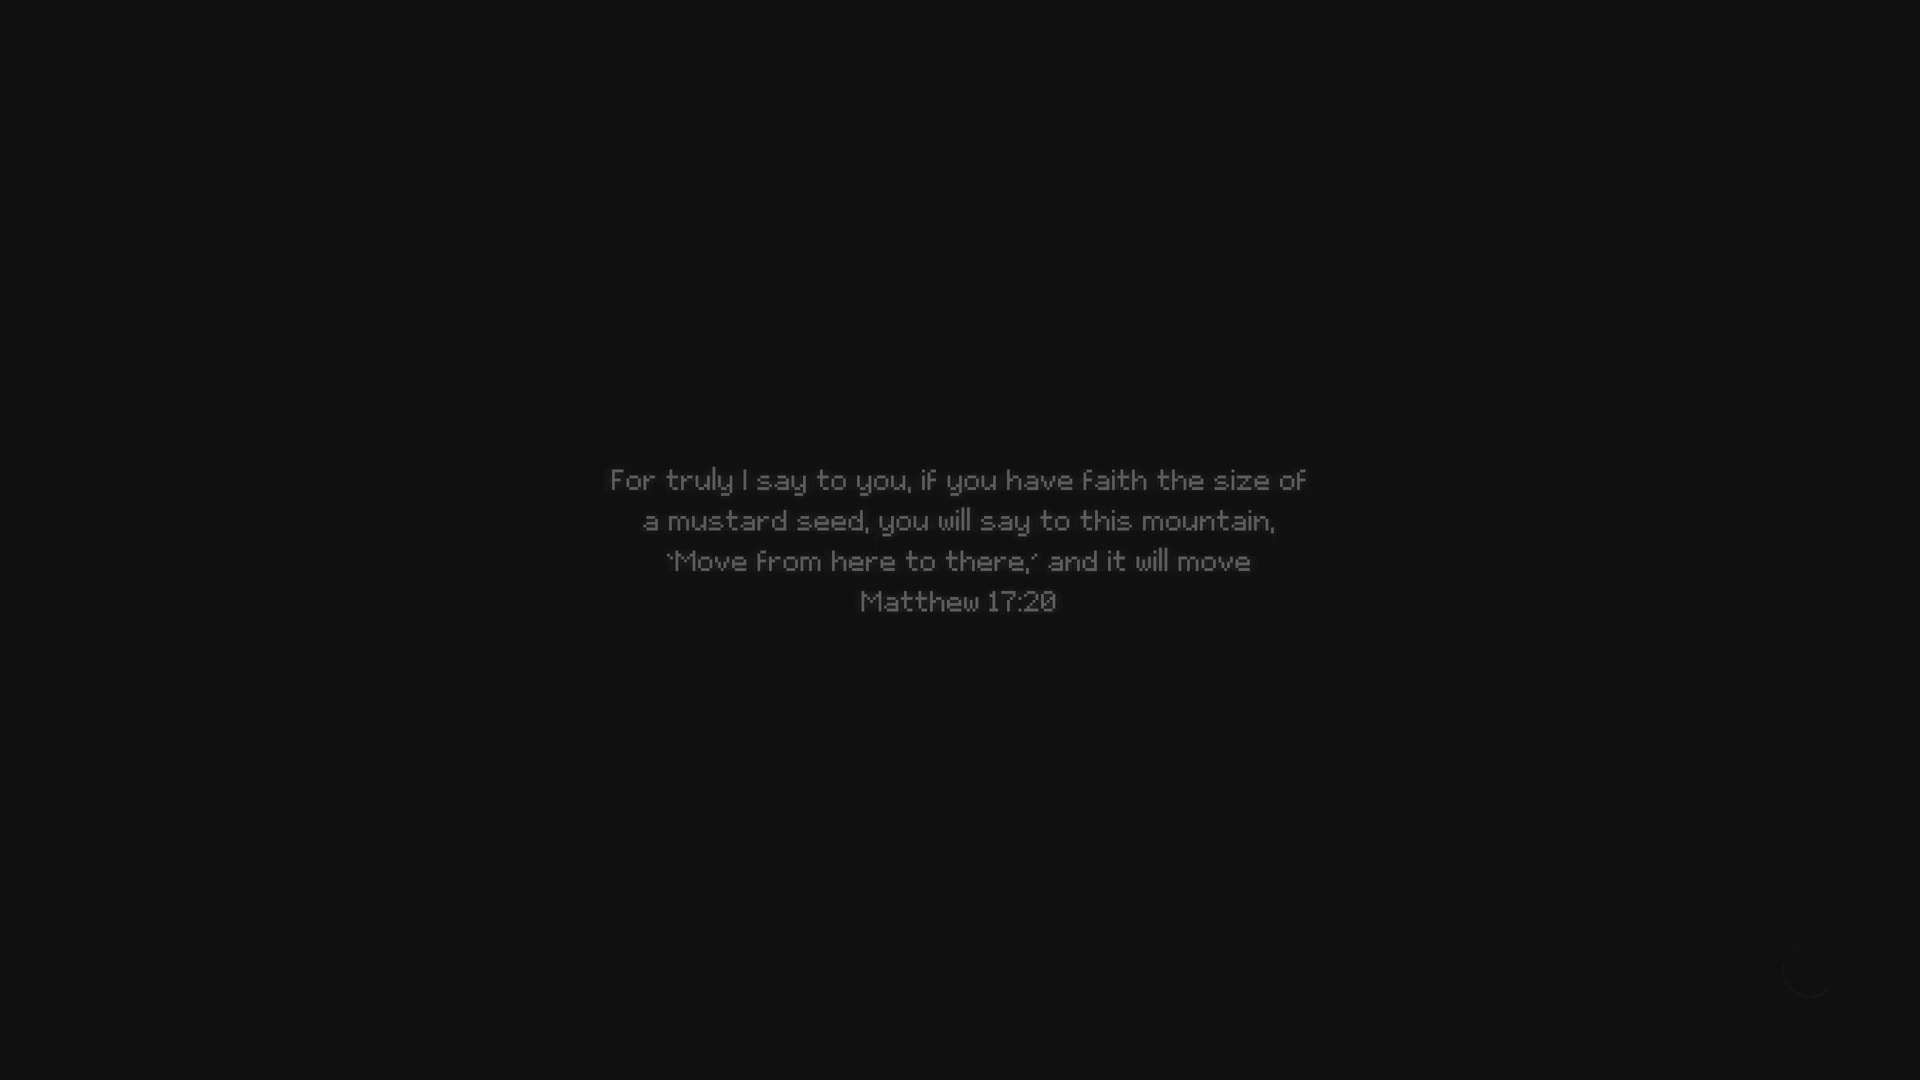 For truly I say to you, if you have faith the size of
a mustard seed, you will say to this mountain,
‵Move from here to there,′ and it will move
Matthew 17:20